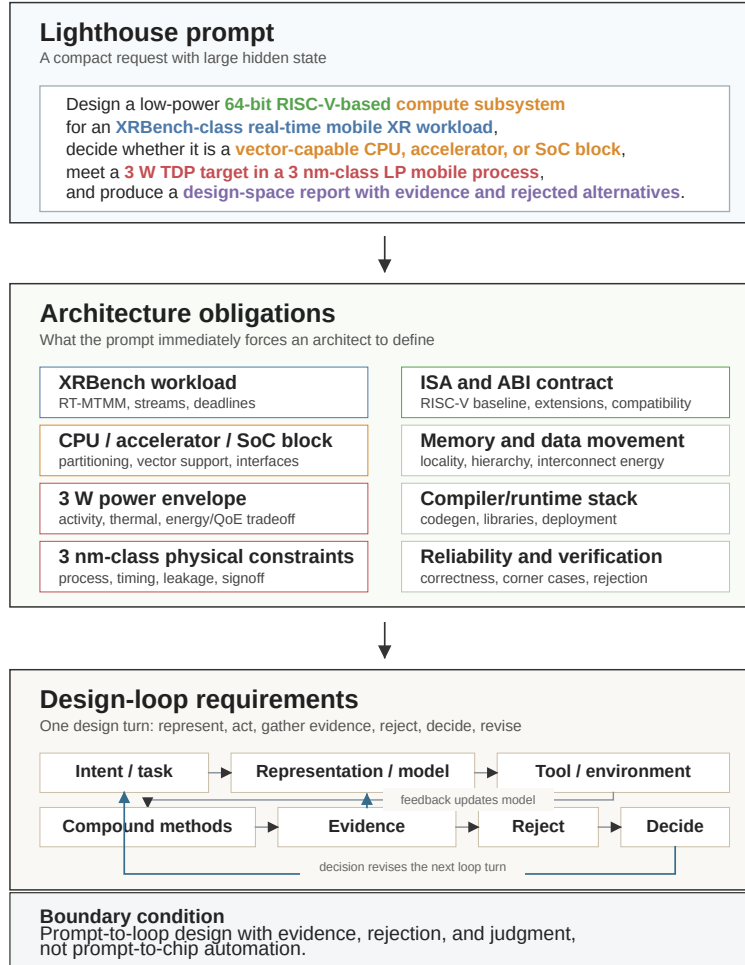 Lighthouse prompt
A compact request with large hidden state
Design a low-power 64-bit RISC-V-based compute subsystem
for an XRBench-class real-time mobile XR workload,
decide whether it is a vector-capable CPU, accelerator, or SoC block,
meet a 3 W TDP target in a 3 nm-class LP mobile process,
and produce a design-space report with evidence and rejected alternatives.
Architecture obligations
What the prompt immediately forces an architect to define
XRBench workload
RT-MTMM, streams, deadlines
ISA and ABI contract
RISC-V baseline, extensions, compatibility
CPU / accelerator / SoC block
partitioning, vector support, interfaces
Memory and data movement
locality, hierarchy, interconnect energy
3 W power envelope
activity, thermal, energy/QoE tradeoff
Compiler/runtime stack
codegen, libraries, deployment
3 nm-class physical constraints
process, timing, leakage, signoff
Reliability and verification
correctness, corner cases, rejection
Design-loop requirements
One design turn: represent, act, gather evidence, reject, decide, revise
Intent / task
Representation / model
Tool / environment
feedback updates model
Compound methods
Evidence
Reject
Decide
decision revises the next loop turn
Boundary condition
Prompt-to-loop design with evidence, rejection, and judgment,
not prompt-to-chip automation.